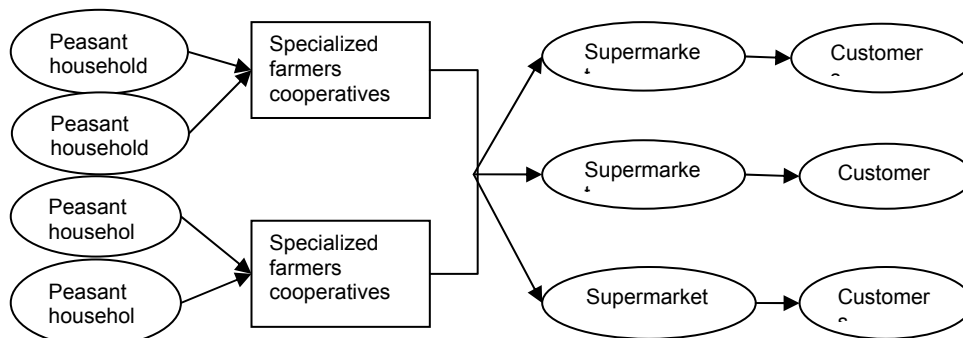 Peasant
household
Peasant
household
Peasant
househol
Peasant
househol
Specialized
farmers
cooperatives
Specialized
farmers
cooperatives
Supermarke
Customer
Supermarke
Customer
Supermarket
Customer